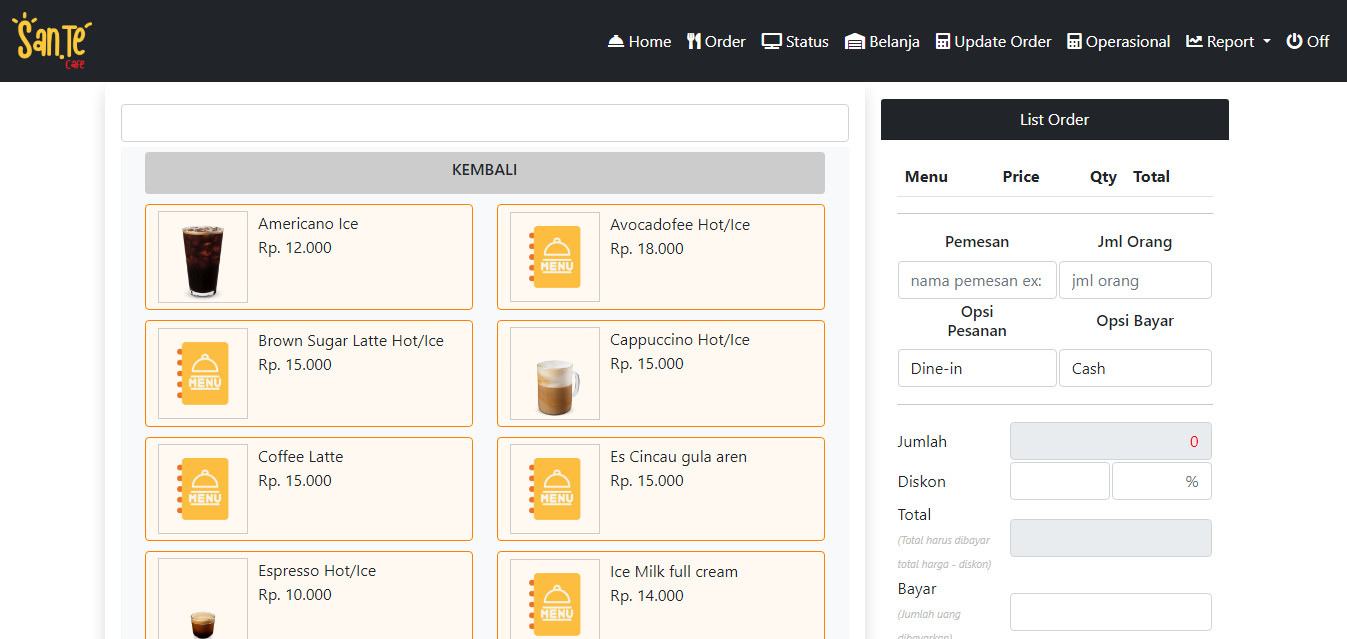 San.Te
Cafe
Home Order Status Belanja Update Order Operasional Report Off
KEMBALI
Americano Ice
Rp. 12.000
MENU
Avocadofee Hot/Ice
Rp. 18.000
MENU
Brown Sugar Latte Hot/Ice
Rp. 15.000
Cappuccino Hot/Ice
Rp. 15.000
MENU
Coffee Latte
Rp. 15.000
MENU
Es Cincau gula aren
Rp. 15.000
Espresso Hot/Ice
Rp. 10.000
MENU
Ice Milk full cream
Rp. 14.000
List Order
Menu Price Qty Total
Pemesan Jml Orang
nama pemesan ex: jml orang
Opsi
Pesanan
Opsi Bayar
Dine-in Cash
Jumlah 0
Diskon %
Total
(Total harus dibayar
total harga - diskon)
Bayar
(Jumlah uang
dibayarkan)